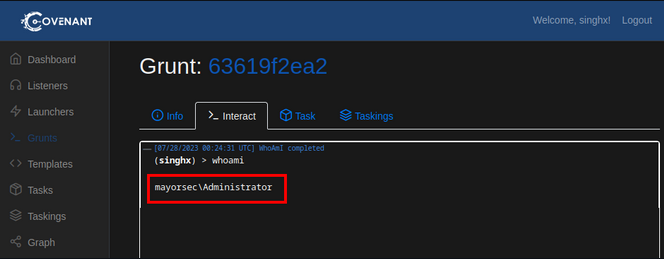 COVENANT
Welcome, singhx! Logout
Dashboard
Listeners
Launchers
Grunts
Templates
Tasks
Taskings
Graph
Grunt: 63619f2ea2
Info Interact Task Taskings
[07/28/2023 00:24:31 UTC] WhoAmI completed
(singhx) > whoami
mayorsec\Administrator